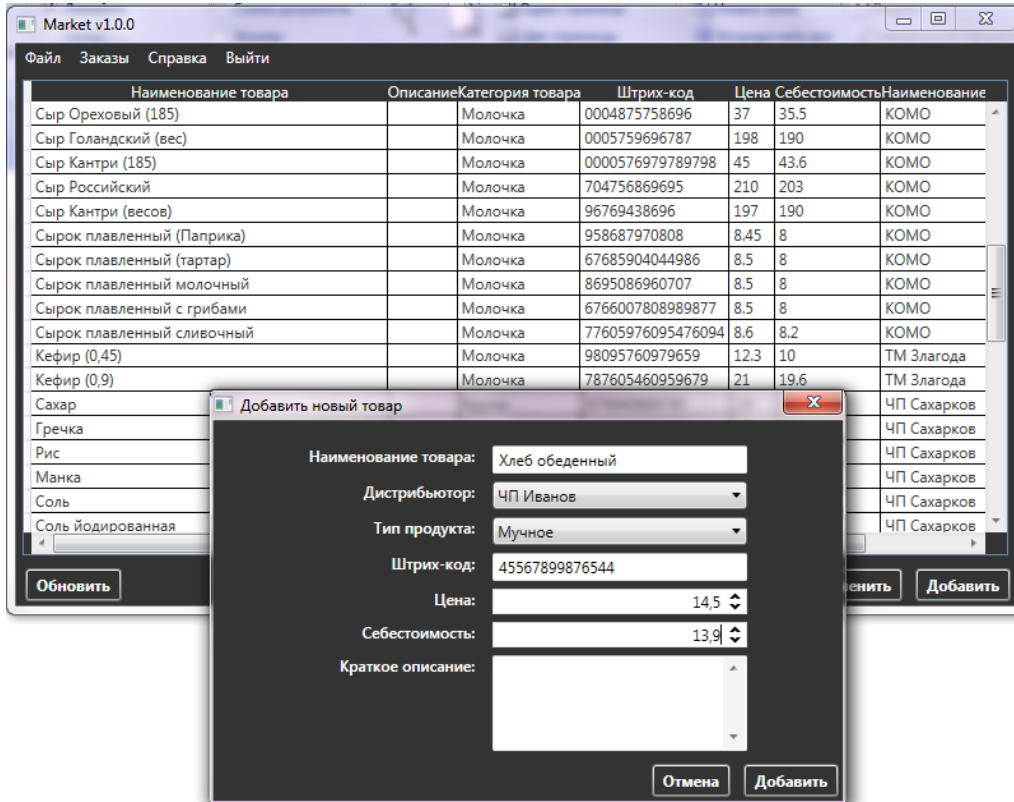 Market v1.0.0
Файл Заказы Справка Выйти
Наименование товара Описание Категория товара Штрих-код Цена Себестоимость Наименование
Сыр Ореховый (185) Молочка 0004875758696 37 35.5 КОМО
Сыр Голандский (вес) Молочка 0005759696787 198 190 КОМО
Сыр Кантри (185) Молочка 0000576979789798 45 43.6 КОМО
Сыр Российский Молочка 704756869695 210 203 КОМО
Сыр Кантри (весов) Молочка 96769438696 197 190 КОМО
Сырок плавленный (Паприка) Молочка 958687970808 8.45 8 КОМО
Сырок плавленный (тартар) Молочка 67685904044986 8.5 8 КОМО
Сырок плавленный молочный Молочка 8695086960707 8.5 8 КОМО
Сырок плавленный с грибами Молочка 6766007808989877 8.5 8 КОМО
Сырок плавленный сливочный Молочка 77605976095476094 8.6 8.2 КОМО
Кефир (0,45) Молочка 98095760979659 12.3 10 ТМ Злагода
Кефир (0,9) Молочка 787605460959679 21 19.6 ТМ Злагода
Сахар ЧП Сахарков
Гречка ЧП Сахарков
Рис ЧП Сахарков
Манка ЧП Сахарков
Соль ЧП Сахарков
Соль йодированная ЧП Сахарков
Обновить енить Добавить
Добавить новый товар
Наименование товара: Хлеб обеденный
Дистрибьютор: ЧП Иванов
Тип продукта: Мучное
Штрих-код: 45567899876544
Цена: 14,5
Себестоимость: 13,9
Краткое описание:
Отмена Добавить